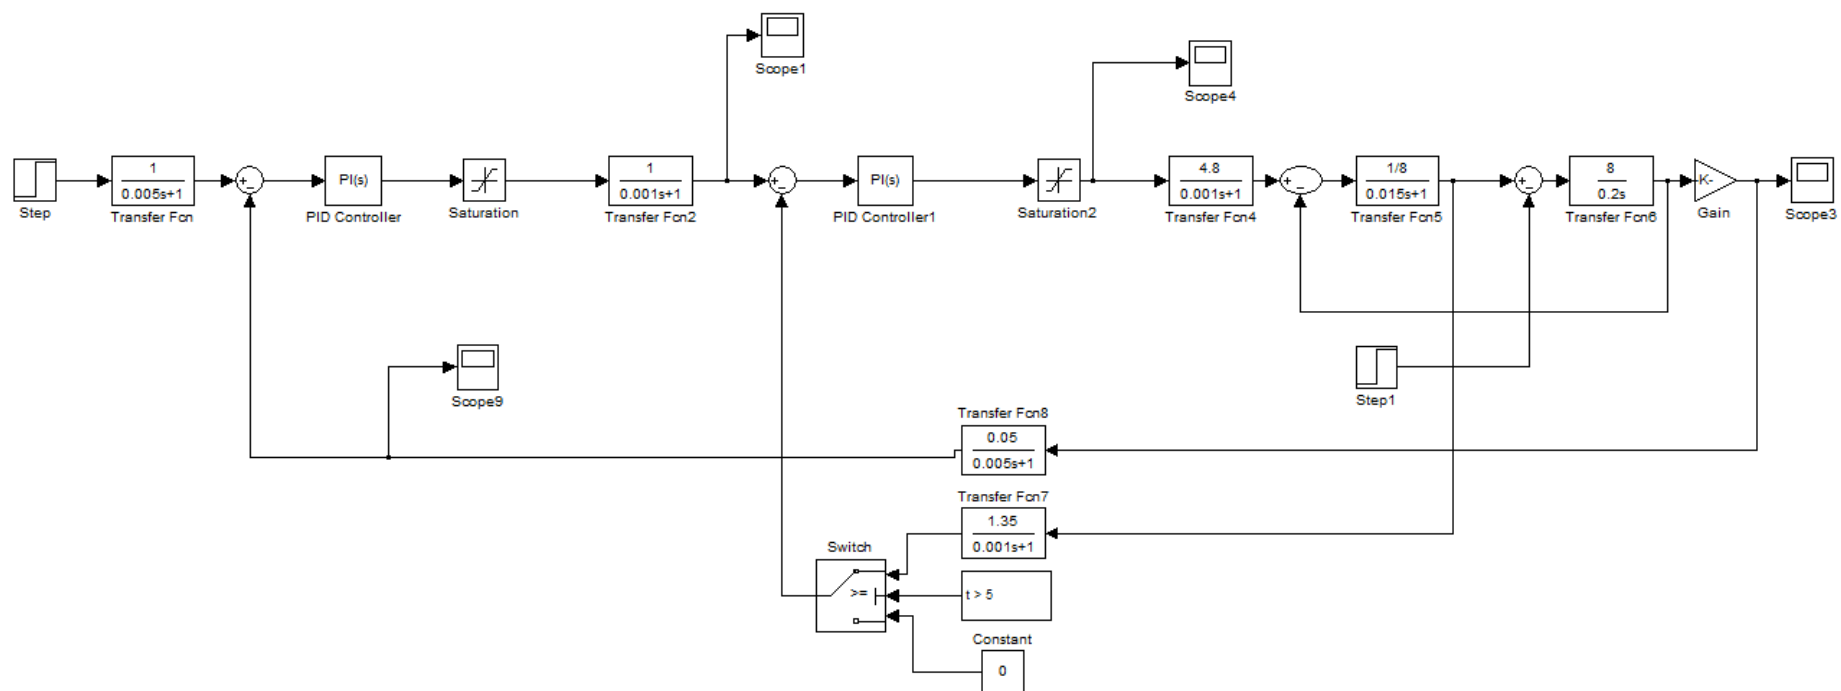 Scope1
Scope4
Step
1
0.005s+1
Transfer Fcn
+
-
PI(s)
PID Controller
Saturation
1
0.001s+1
Transfer Fcn2
+
-
PI(s)
PID Controller1
Saturation2
4.8
0.001s+1
Transfer Fcn4
+
-
1/8
0.015s+1
Transfer Fcn5
+
-
8
0.2s
Transfer Fcn6
-K-
Gain
Scope3
Scope9
Step1
Transfer Fcn8
0.05
0.005s+1
Transfer Fcn7
1.35
0.001s+1
Switch
>=
t > 5
Constant
0